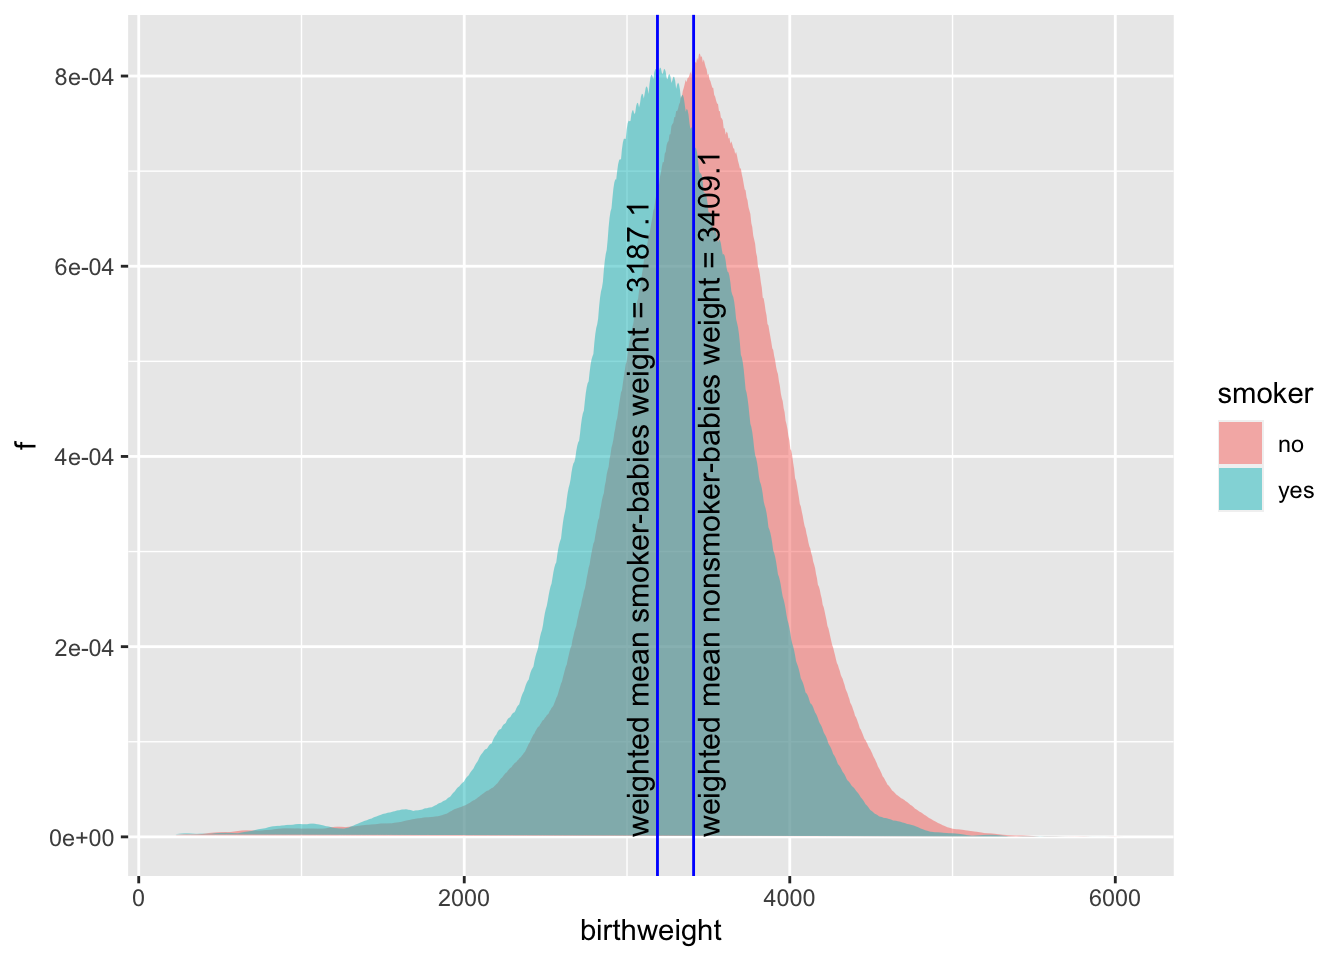 8e-04
6e-04
4e-04
2e-04
0e+00
f
weighted mean smoker-babies weight = 3187.1
weighted mean nonsmoker-babies weight = 3409.1
0
2000
4000
6000
birthweight
smoker
no
yes